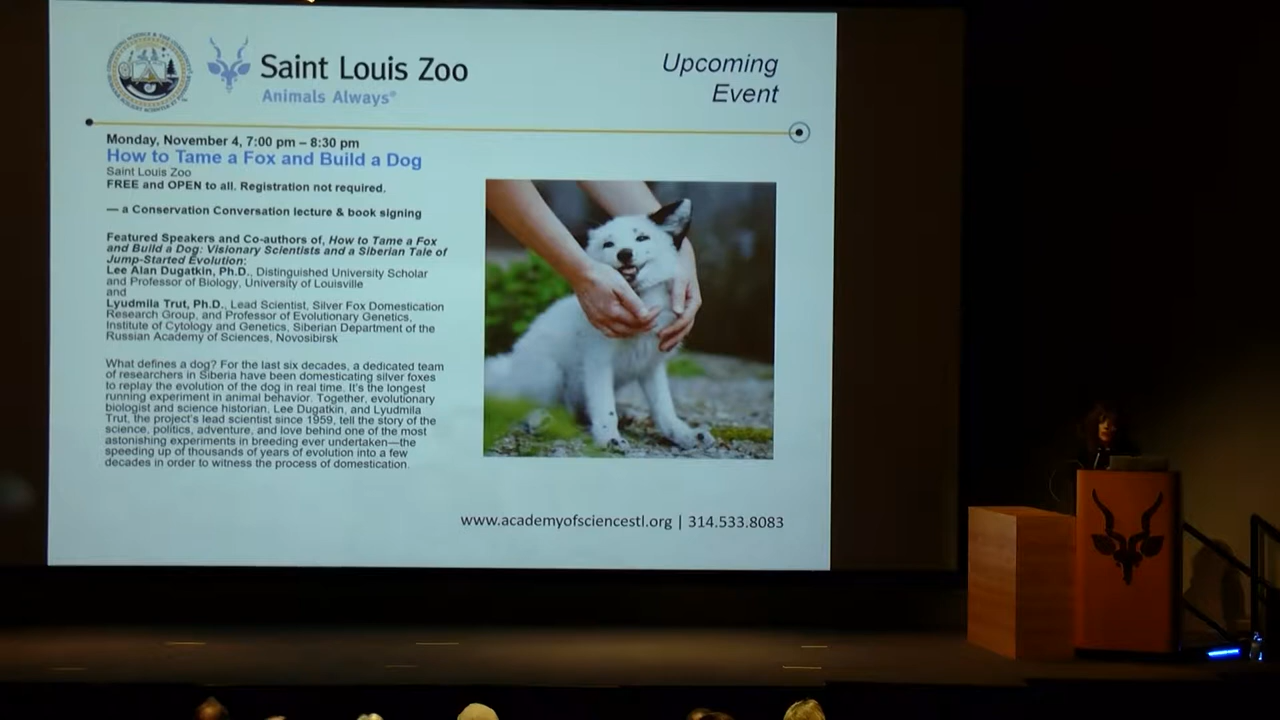 Saint Louis Zoo
Animals Always®
Upcoming
Event
Monday, November 4, 7:00 pm – 8:30 pm
How to Tame a Fox and Build a Dog
Saint Louis Zoo
FREE and OPEN to all. Registration not required.
— a Conservation Conversation lecture & book signing
Featured Speakers and Co-authors of, How to Tame a Fox
and Build a Dog: Visionary Scientists and a Siberian Tale of
Jump-Started Evolution:
Lee Alan Dugatkin, Ph.D., Distinguished University Scholar
and Professor of Biology, University of Louisville
and
Lyudmila Trut, Ph.D., Lead Scientist, Silver Fox Domestication
Research Group, and Professor of Evolutionary Genetics,
Institute of Cytology and Genetics, Siberian Department of the
Russian Academy of Sciences, Novosibirsk
What defines a dog? For the last six decades, a dedicated team
of researchers in Siberia have been domesticating silver foxes
to replay the evolution of the dog in real time. It's the longest
running experiment in animal behavior. Together, evolutionary
biologist and science historian, Lee Dugatkin, and Lyudmila
Trut, the project's lead scientist since 1959, tell the story of the
science, politics, adventure, and love behind one of the most
astonishing experiments in breeding ever undertaken—the
speeding up of thousands of years of evolution into a few
decades in order to witness the process of domestication.
www.academyofsciencestl.org | 314.533.8083